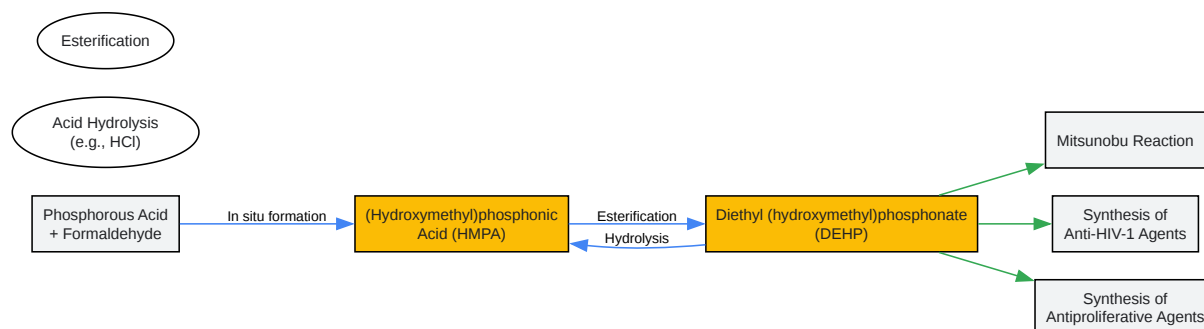 Esterification
Acid Hydrolysis
(e.g., HCl)
Phosphorous Acid
+ Formaldehyde
In situ formation
(Hydroxymethyl)phosphonic
Acid (HMPA)
Esterification
Hydrolysis
Diethyl (hydroxymethyl)phosphonate
(DEHP)
Mitsunobu Reaction
Synthesis of
Anti-HIV-1 Agents
Synthesis of
Antiproliferative Agents